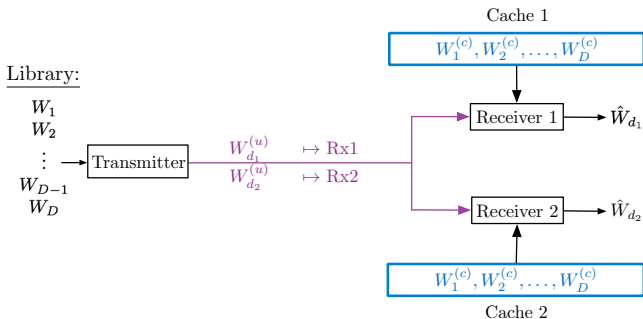 Cache 1
W_1^{(c)}, W_2^{(c)}, . . . , W_D^{(c)}
Library:
W_1
W_2
⋮
W_{D−1}
W_D
Transmitter
W_{d_1}^{(u)} ↦ Rx1
W_{d_2}^{(u)} ↦ Rx2
Receiver 1
Ŵ_{d_1}
Receiver 2
Ŵ_{d_2}
W_1^{(c)}, W_2^{(c)}, . . . , W_D^{(c)}
Cache 2